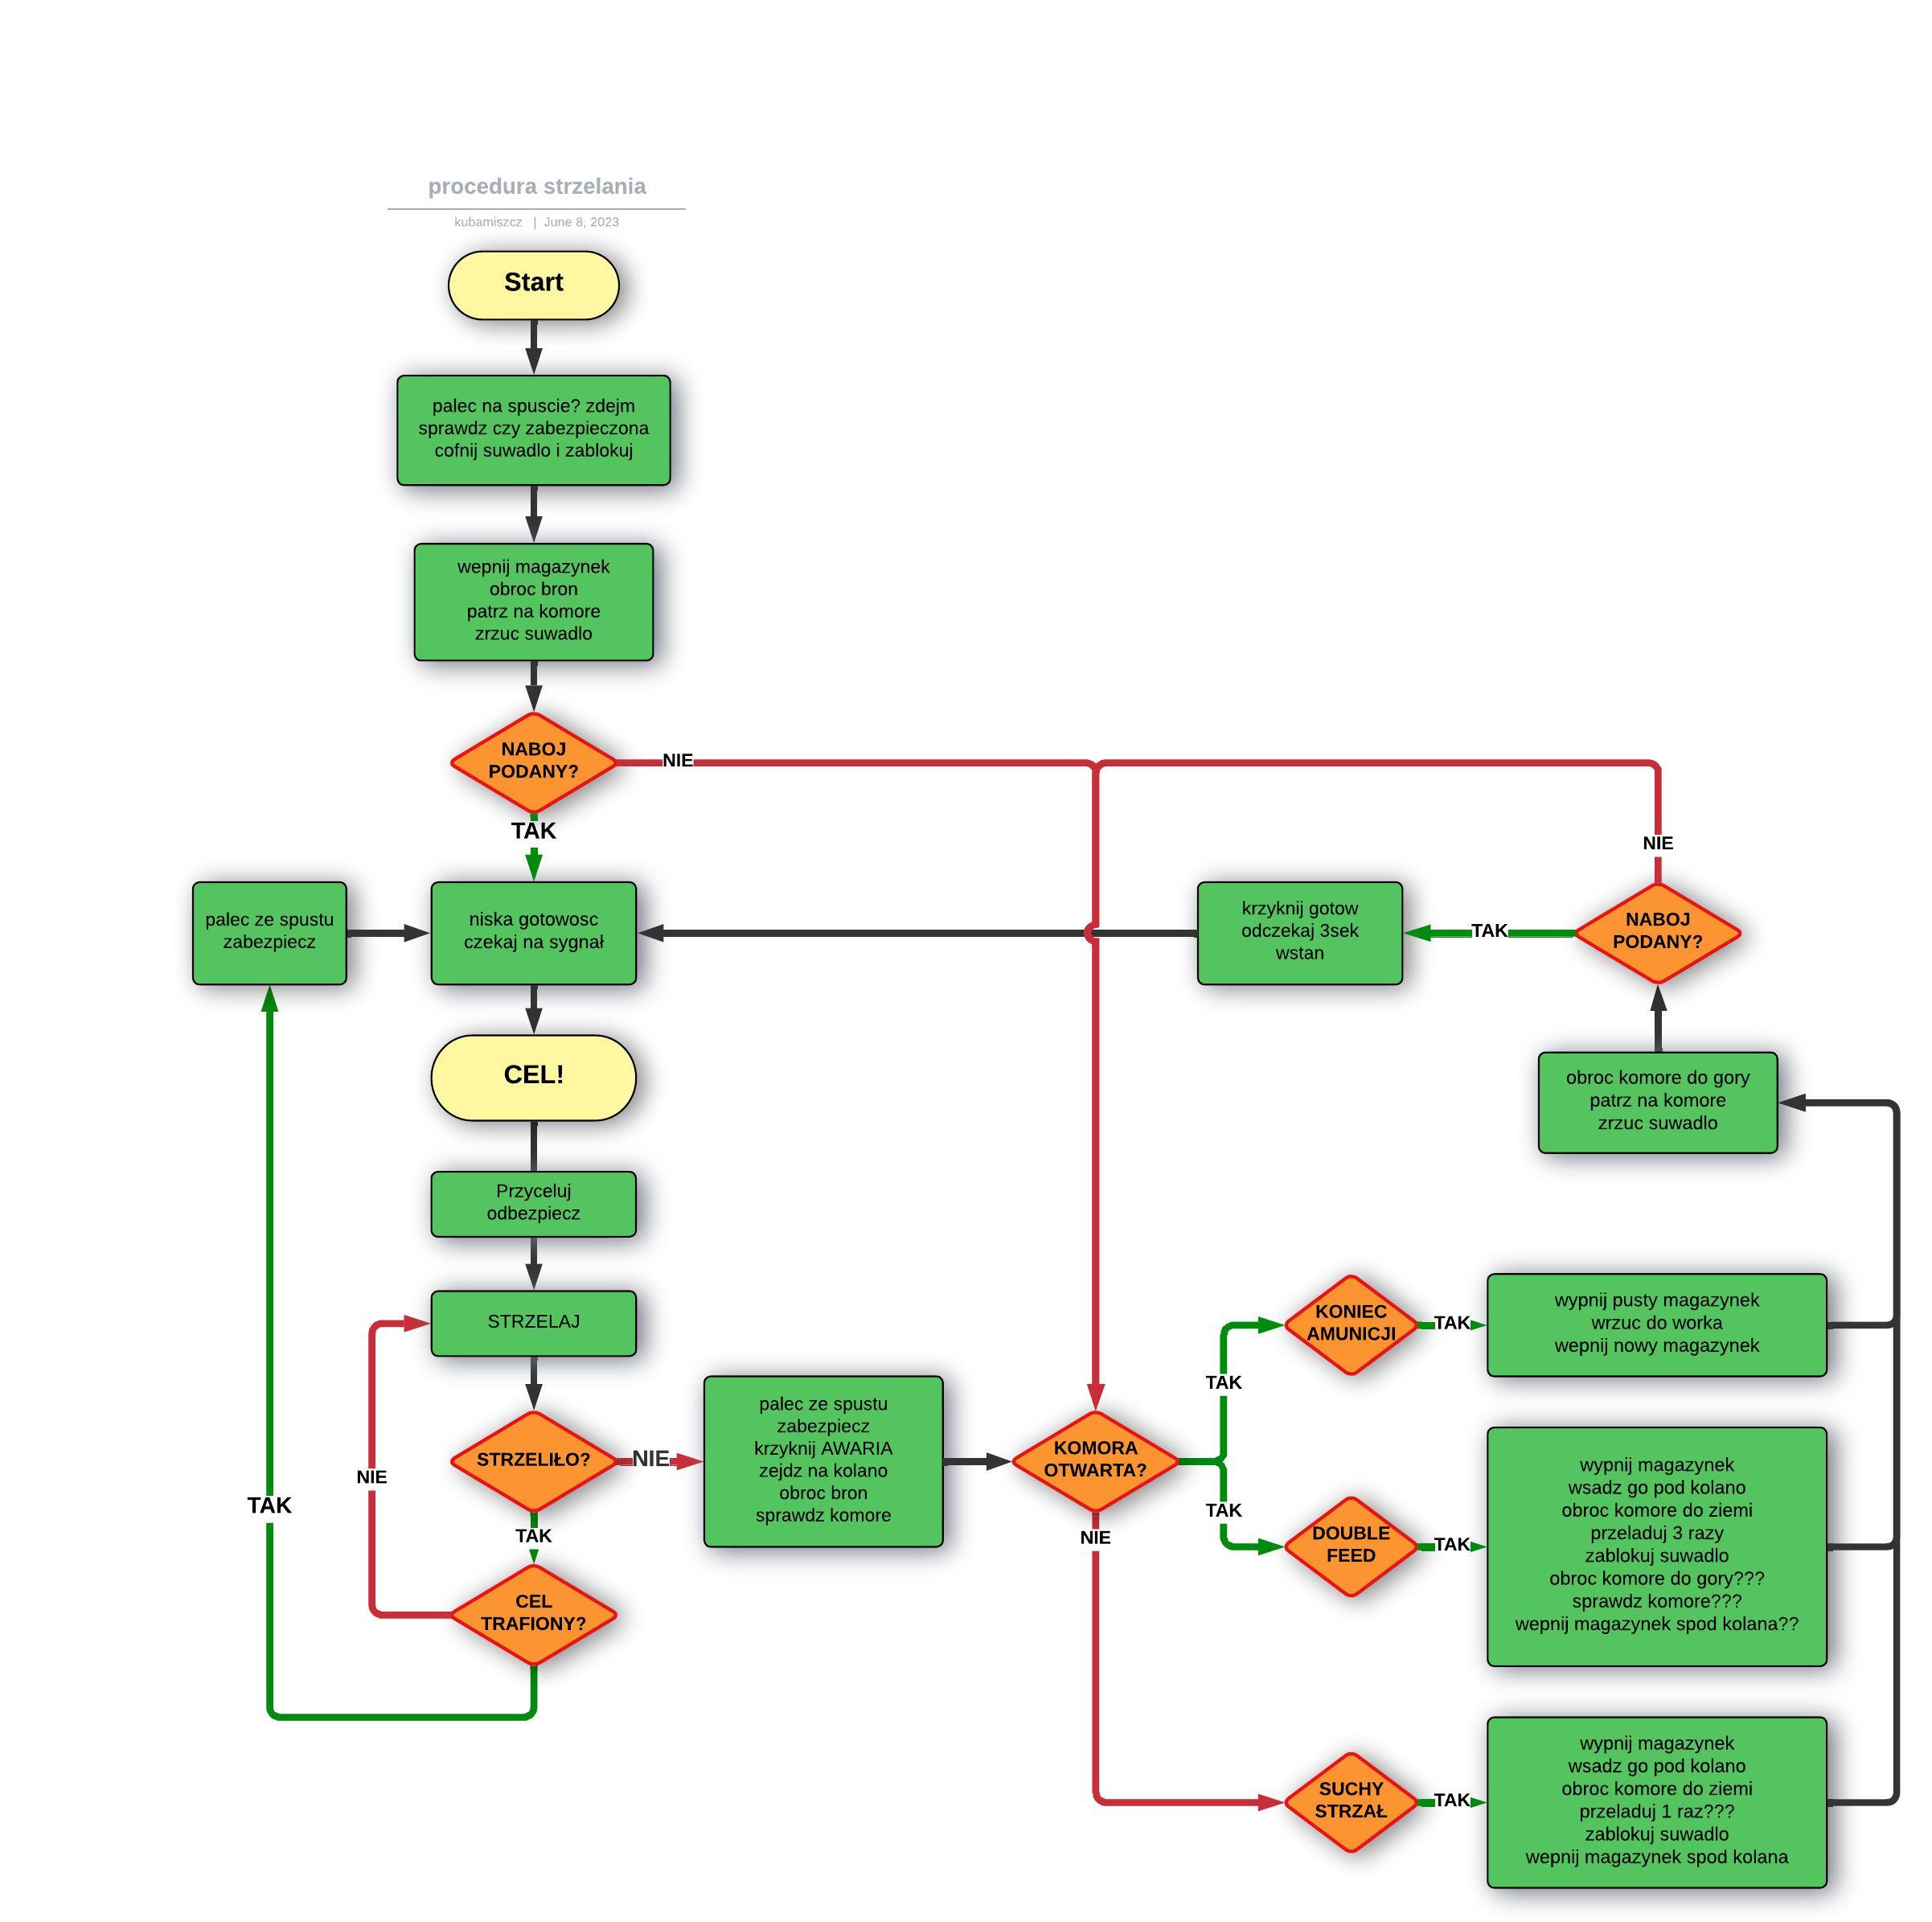 procedura strzelania
kubamiszcz | June 8, 2023
Start
palec na spuscie? zdejm
sprawdz czy zabezpieczona
cofnij suwadlo i zablokuj
wepnij magazynek
obroc bron
patrz na komore
zrzuc suwadlo
NABOJ
PODANY?
NIE
TAK
NIE
palec ze spustu
zabezpiecz
niska gotowosc
czekaj na sygnał
krzyknij gotow
odczekaj 3sek
wstan
TAK
NABOJ
PODANY?
CEL!
obroc komore do gory
patrz na komore
zrzuc suwadlo
Przyceluj
odbezpiecz
STRZELAJ
KONIEC
AMUNICJI
TAK
wypnij pusty magazynek
wrzuc do worka
wepnij nowy magazynek
TAK
STRZELIŁO?
NIE
palec ze spustu
zabezpiecz
krzyknij AWARIA
zejdz na kolano
obroc bron
sprawdz komore
KOMORA
OTWARTA?
NIE
TAK
TAK
TAK
NIE
DOUBLE
FEED
TAK
wypnij magazynek
wsadz go pod kolano
obroc komore do ziemi
przeladuj 3 razy
zablokuj suwadlo
obroc komore do gory???
sprawdz komore???
wepnij magazynek spod kolana??
CEL
TRAFIONY?
SUCHY
STRZAŁ
TAK
wypnij magazynek
wsadz go pod kolano
obroc komore do ziemi
przeladuj 1 raz???
zablokuj suwadlo
wepnij magazynek spod kolana